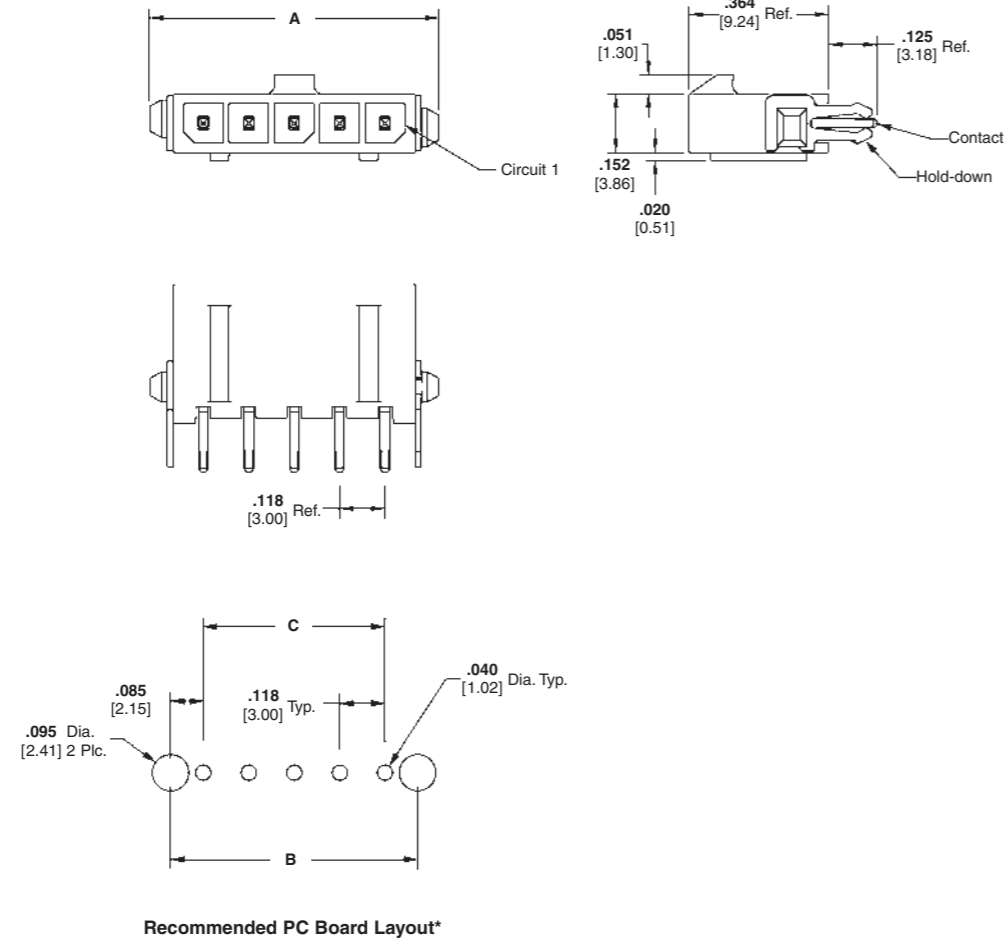 A
.364
[9.24] Ref.
.051
[1.30]
.125
[3.18] Ref.
Circuit 1
.152
[3.86]
.020
[0.51]
Contact
Hold-down
.118
[3.00] Ref.
C
.085
[2.15]
.118
[3.00] Typ.
.040
[1.02] Dia. Typ.
.095 Dia.
[2.41] 2 Plc.
B
Recommended PC Board Layout*